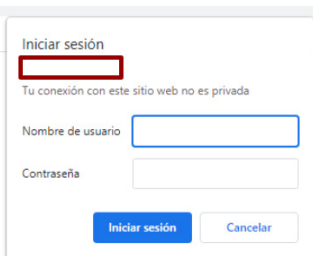 Iniciar sesión
Tu conexión con este sitio web no es privada
Nombre de usuario
Contraseña
Iniciar sesión
Cancelar